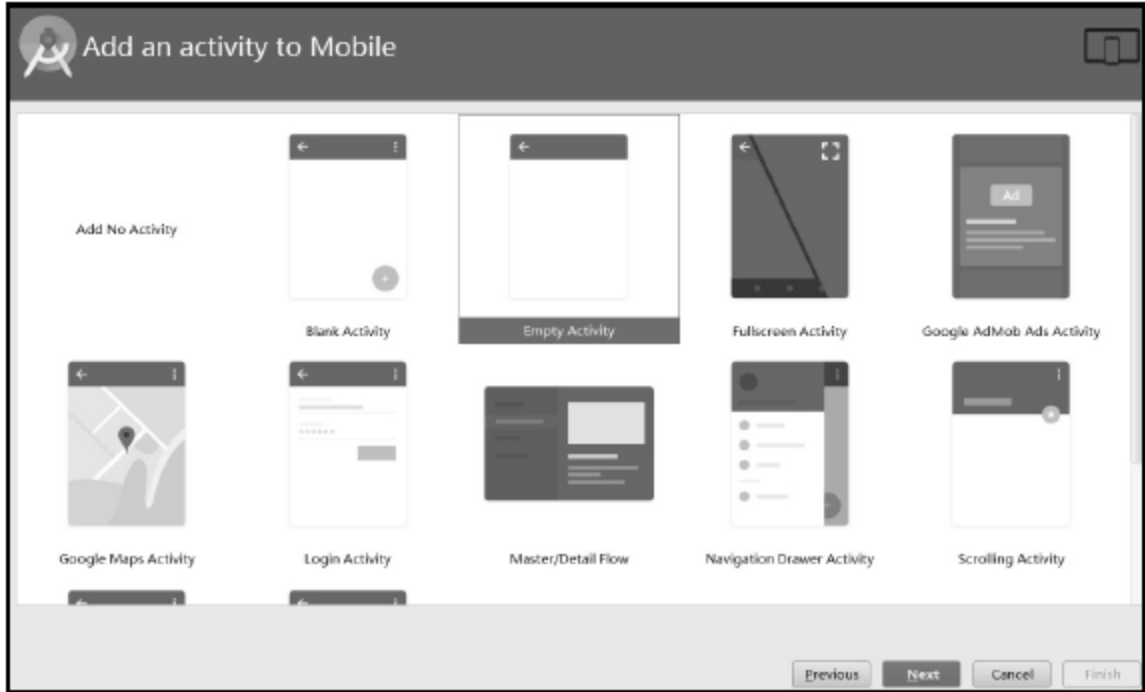 Add an activity to Mobile
Ad
Add No Activity
Blank Activity
Empty Activity
Fullscreen Activity
Google AdMob Ads Activity
Google Maps Activity
Login Activity
Master/Detail Flow
Navigation Drawer Activity
Scrolling Activity
Previous
Next
Cancel
Finish